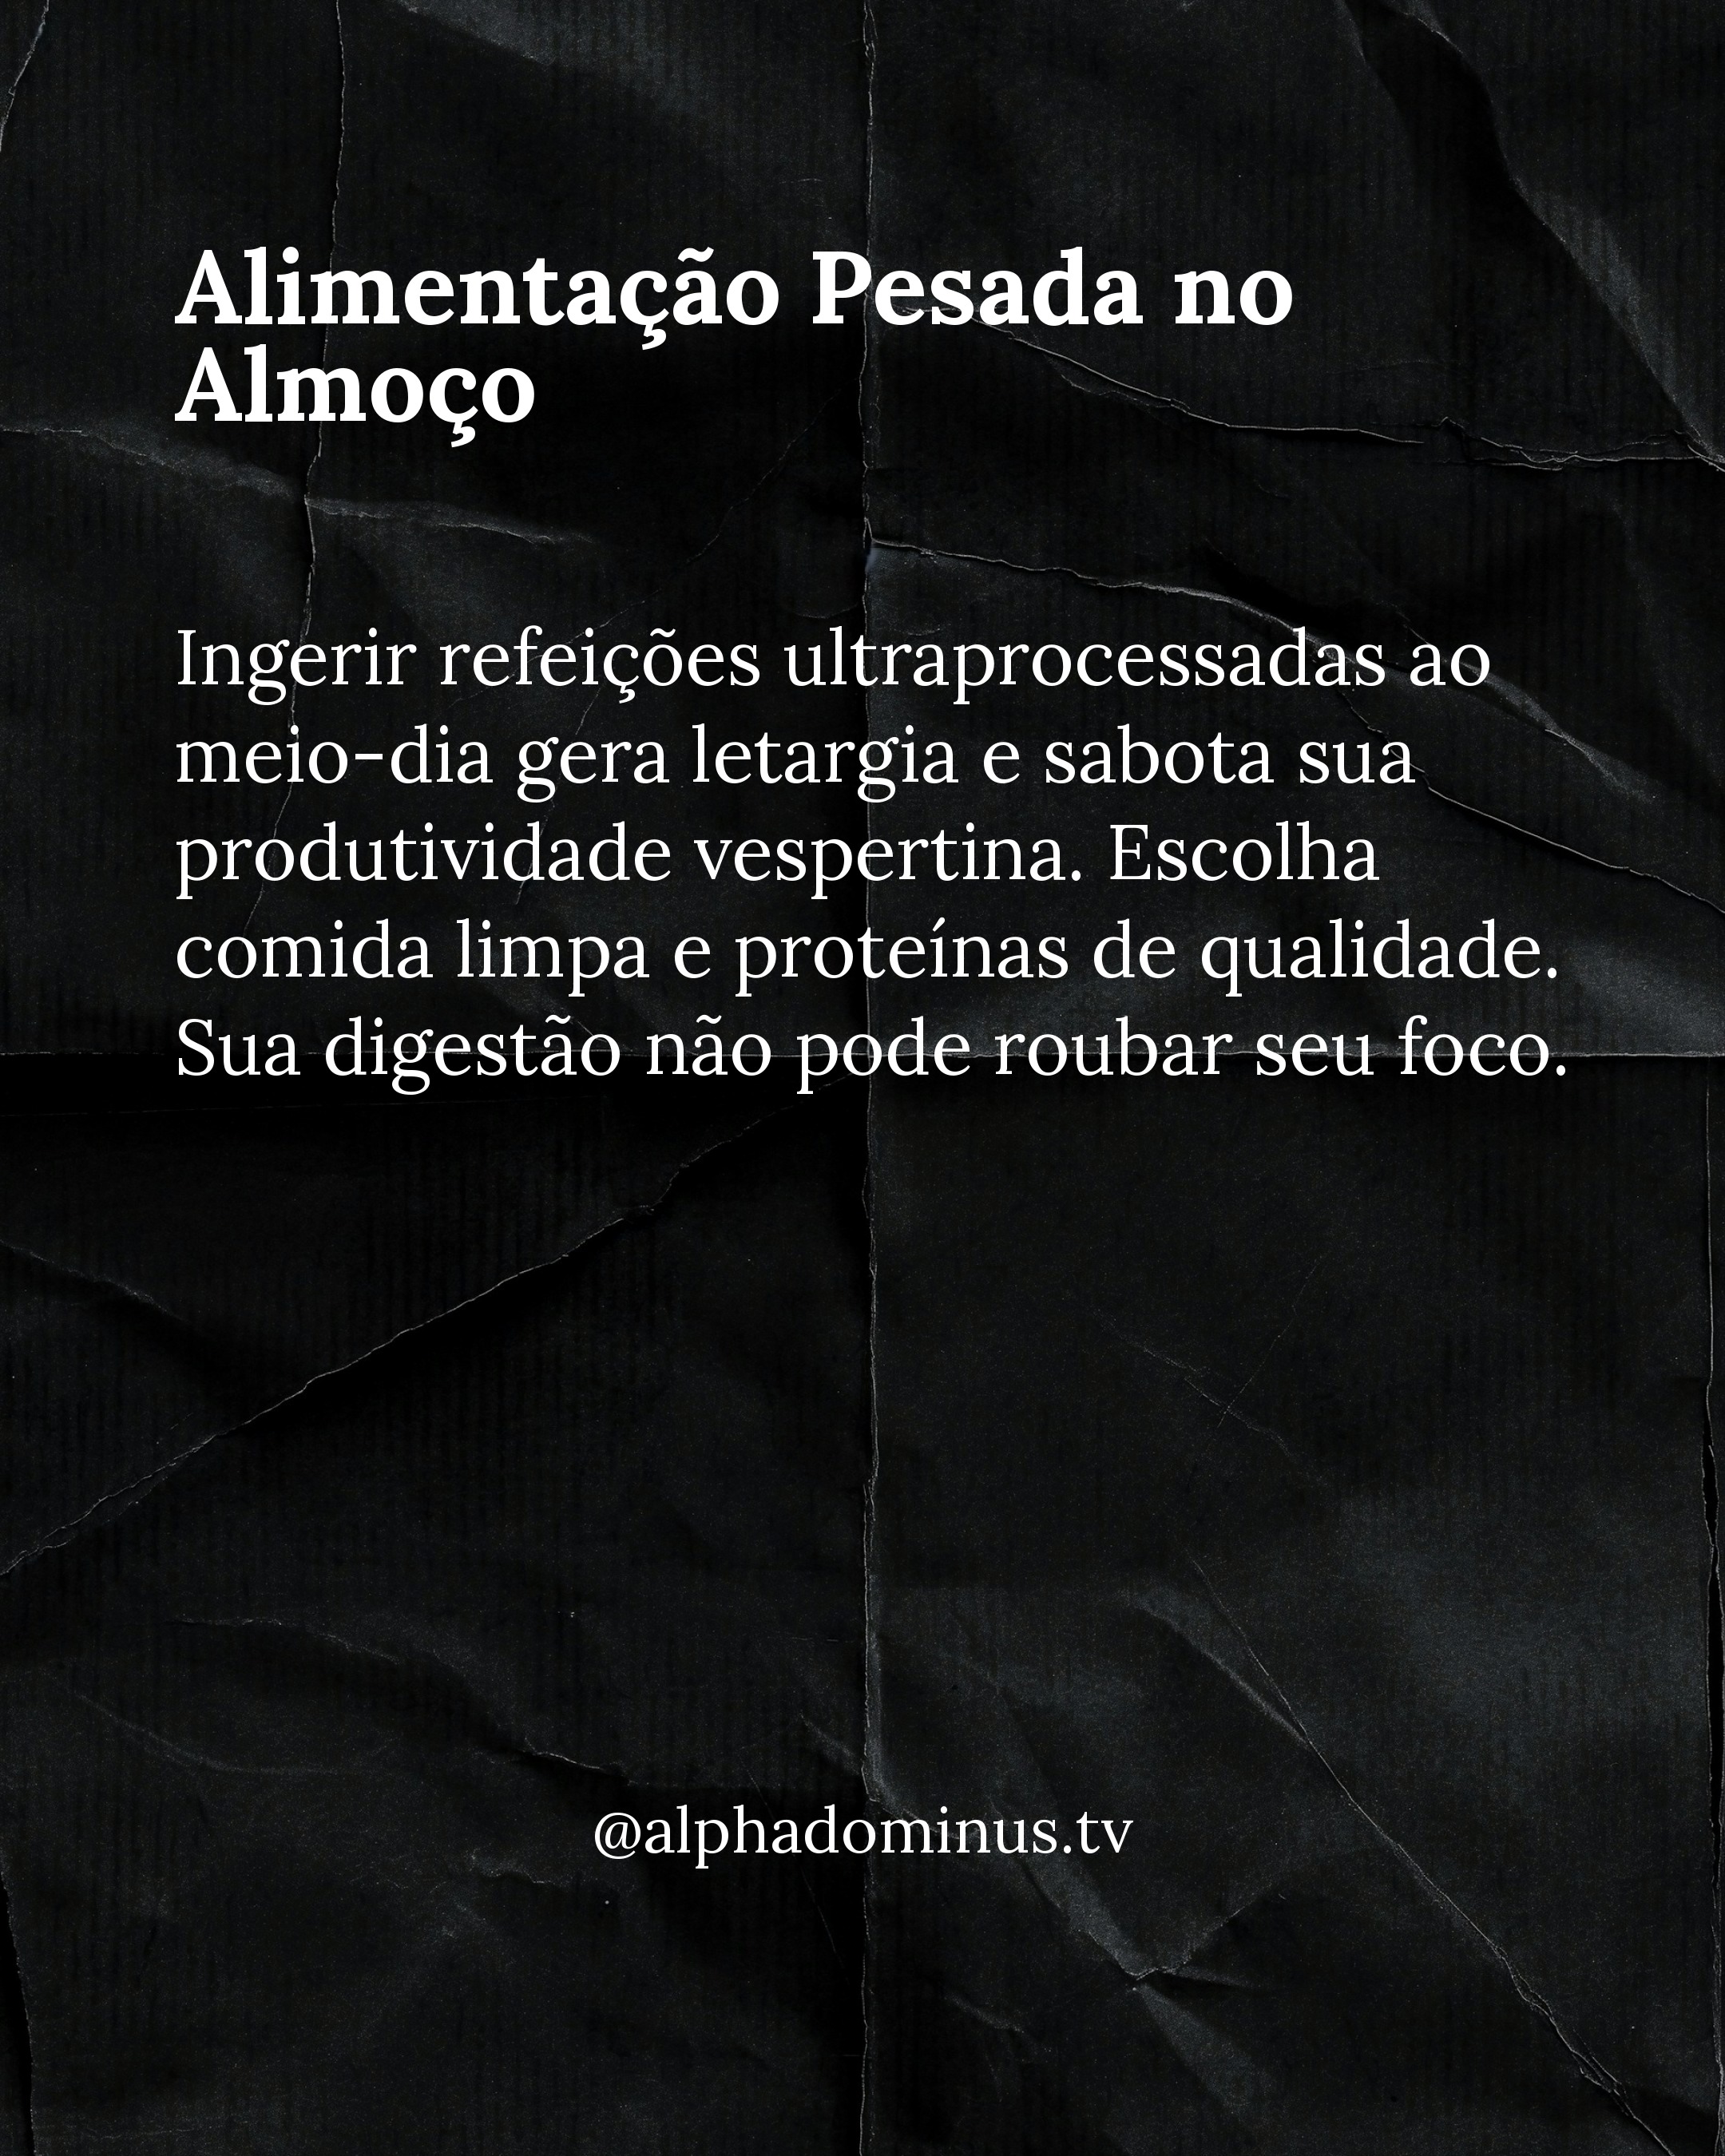 Alimentação Pesada no
Almoço
Ingerir refeições ultraprocessadas ao
meio-dia gera letargia e sabota sua
produtividade vespertina. Escolha
comida limpa e proteínas de qualidade.
Sua digestão não pode roubar seu foco.
@alphadominus.tv